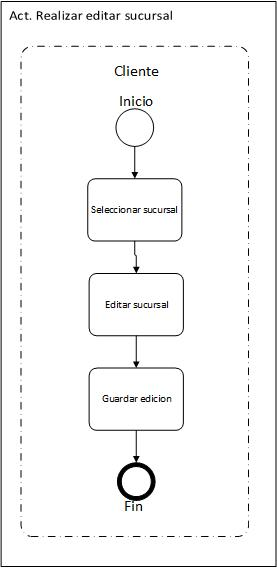 Act. Realizar editar sucursal
Cliente
Inicio
Seleccionar sucursal
Editar sucursal
Guardar edicion
Fin